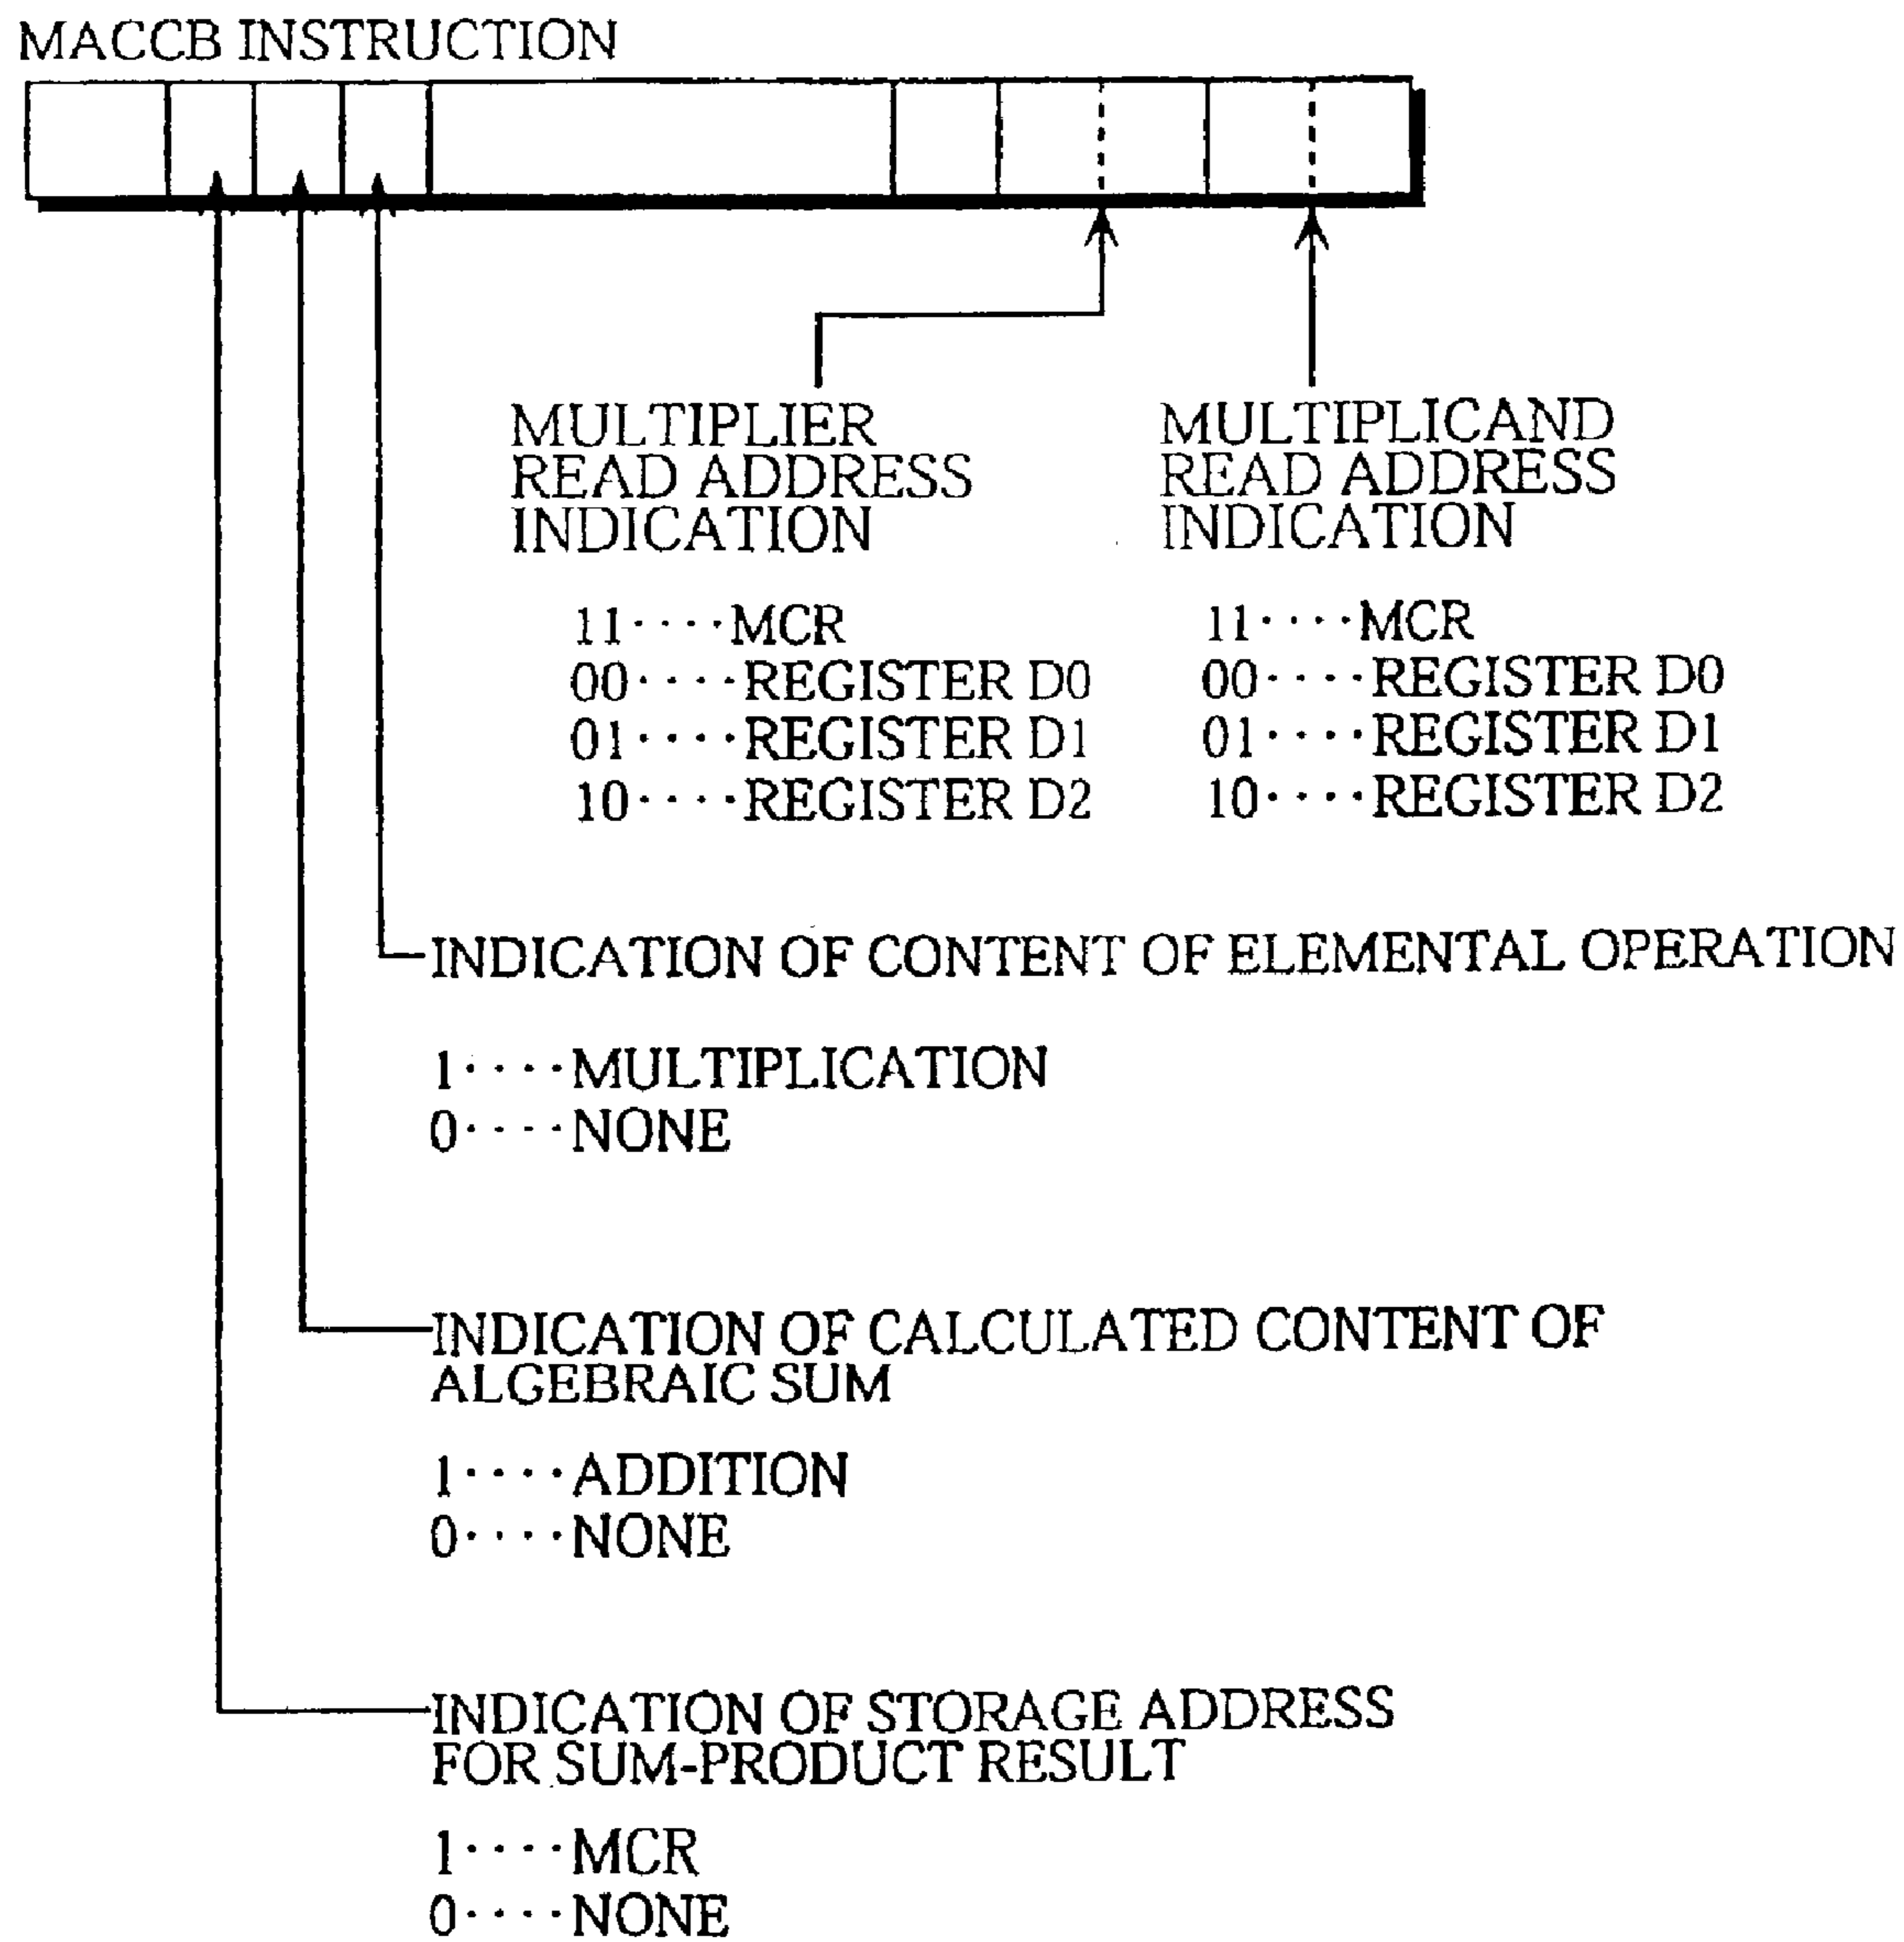 MACCB INSTRUCTION
MULTIPLIER
READ ADDRESS
INDICATION
11····MCR
00····REGISTER D0
01····REGISTER D1
10····REGISTER D2
MULTIPLICAND
READ ADDRESS
INDICATION
11····MCR
00····REGISTER D0
01····REGISTER D1
10····REGISTER D2
INDICATION OF CONTENT OF ELEMENTAL OPERATION
1····MULTIPLICATION
0····NONE
INDICATION OF CALCULATED CONTENT OF
ALGEBRAIC SUM
1····ADDITION
0····NONE
INDICATION OF STORAGE ADDRESS
FOR SUM-PRODUCT RESULT
1····MCR
0····NONE